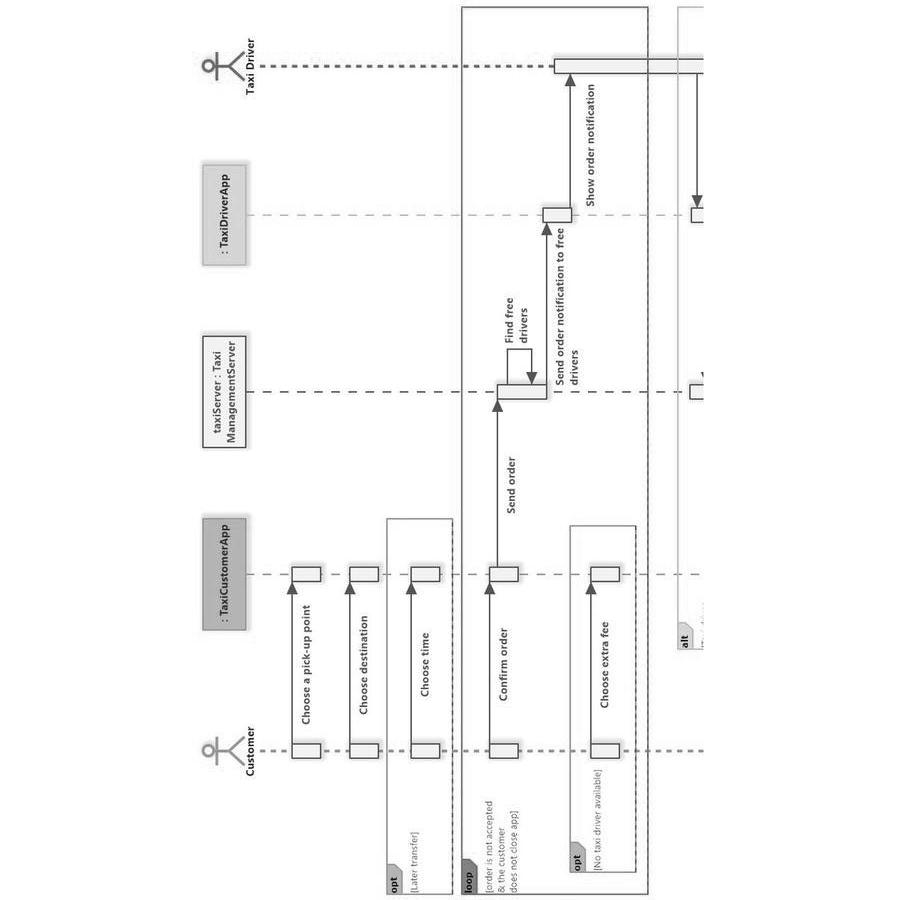 Customer
: TaxiCustomerApp
taxiServer : Taxi
ManagementServer
: TaxiDriverApp
Taxi Driver
Choose a pick-up point
Choose destination
opt
[Later transfer]
Choose time
loop
[order is not accepted
& the customer
does not close app]
Confirm order
Send order
Find free
drivers
Send order notification to free
drivers
Show order notification
opt
[No taxi driver available]
Choose extra fee
alt